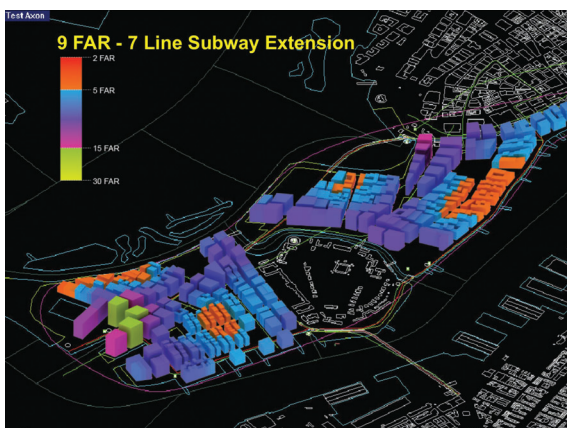 Test Axon
9 FAR - 7 Line Subway Extension
2 FAR
5 FAR
15 FAR
30 FAR